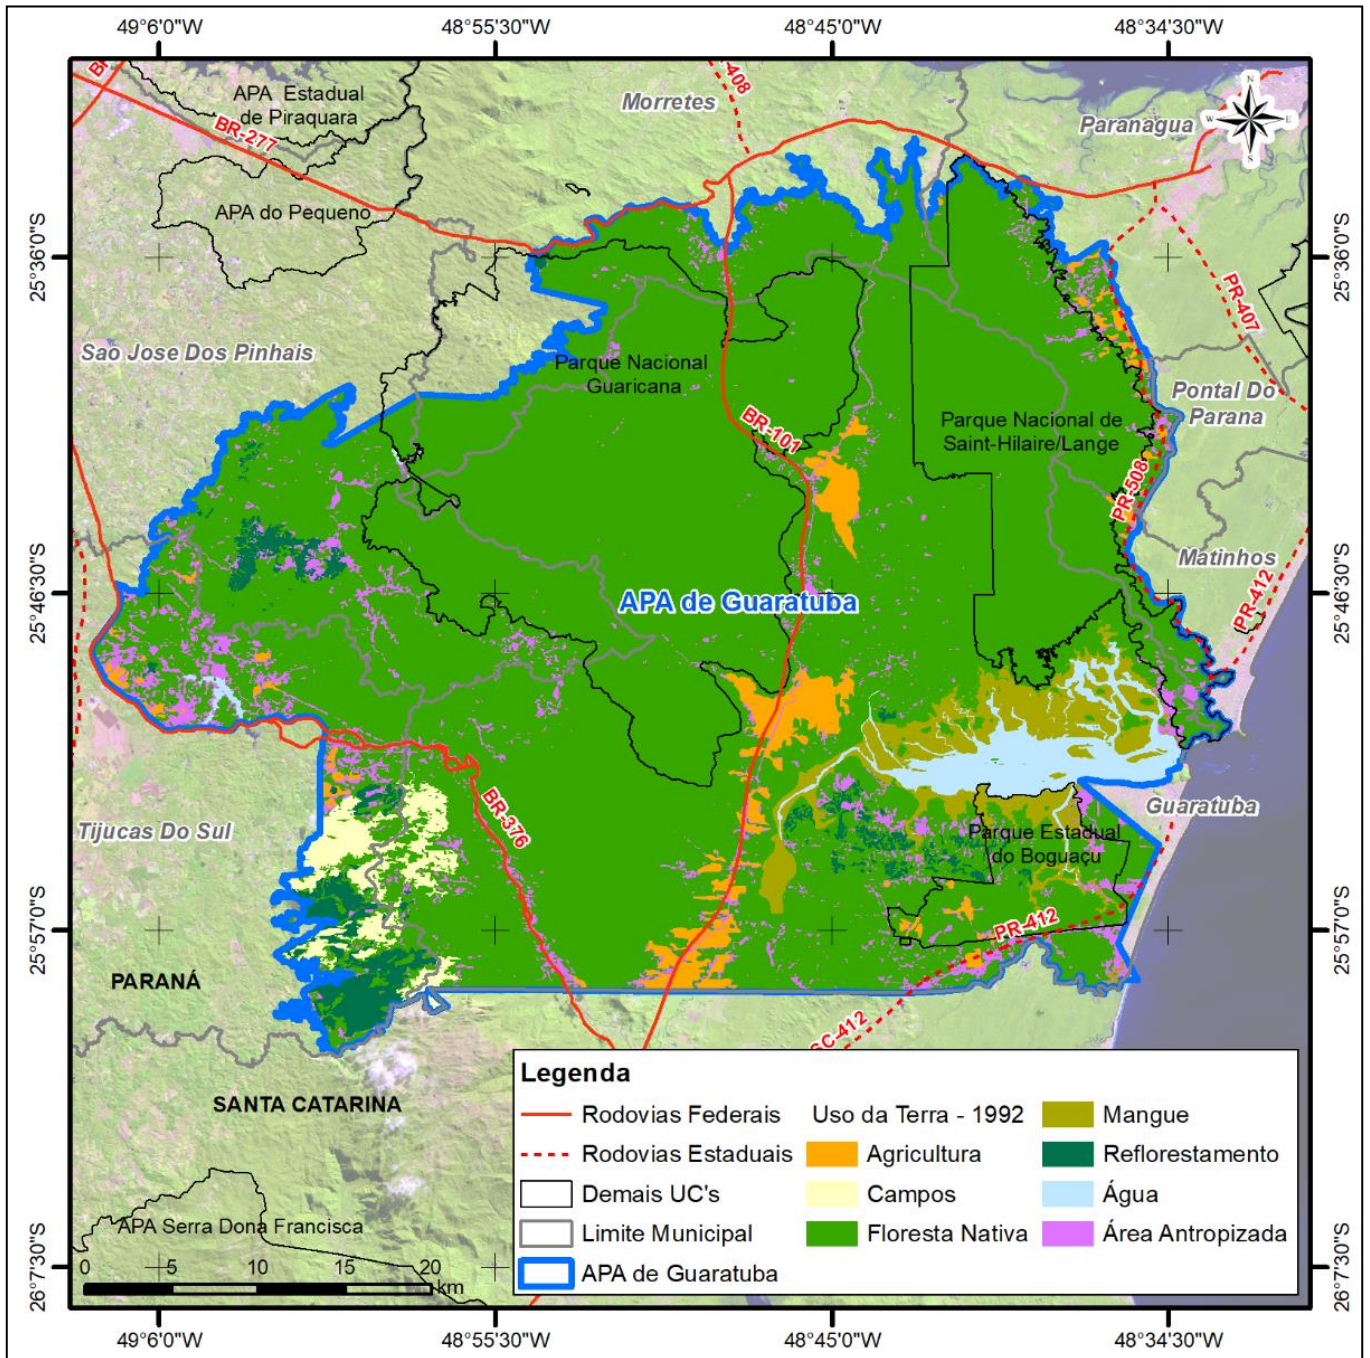 49°6'0"W
48°55'30"W
48°45'0"W
48°34'30"W
APA Estadual
de Piraquara
BR-277
-408
Morretes
Paranagua
N
W
E
S
APA do Pequeno
25°36'0"S
25°36'0"S
PR-407
Sao Jose Dos Pinhais
Parque Nacional
Guaricana
Pontal Do
Parana
BR-101
Parque Nacional de
Saint-Hilaire/Lange
PR-508
Matinhos
25°46'30"S
25°46'30"S
APA de Guaratuba
PR-412
Guaratuba
Tijucas Do Sul
BR-376
Parque Estadual
do Boguaçu
25°57'0"S
25°57'0"S
PR-412
PARANÁ
SC-412
SANTA CATARINA
APA Serra Dona Francisca
0 5 10 15 20
km
26°7'30"S
26°7'30"S
Legenda
Rodovias Federais
Rodovias Estaduais
Demais UC's
Limite Municipal
APA de Guaratuba
Uso da Terra - 1992
Agricultura
Campos
Floresta Nativa
Mangue
Reflorestamento
Água
Área Antropizada
49°6'0"W
48°55'30"W
48°45'0"W
48°34'30"W